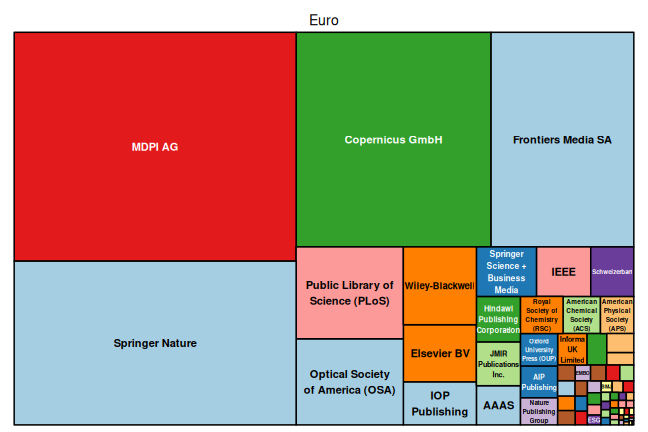 Euro
MDPI AG
Copernicus GmbH
Frontiers Media SA
Springer Nature
Public Library of
Science (PLoS)
Optical Society
of America (OSA)
Wiley-Blackwell
Elsevier BV
IOP
Publishing
Springer
Science +
Business
Media
IEEE
Schweizerbart
Hindawi
Publishing
Corporation
JMIR
Publications
Inc.
AAAS
Royal
Society of
Chemistry
(RSC)
American
Chemical
Society
(ACS)
American
Physical
Society
(APS)
Oxford
University
Press (OUP)
Informa
UK
Limited
AIP
Publishing
Nature
Publishing
Group
EMBO
ESO